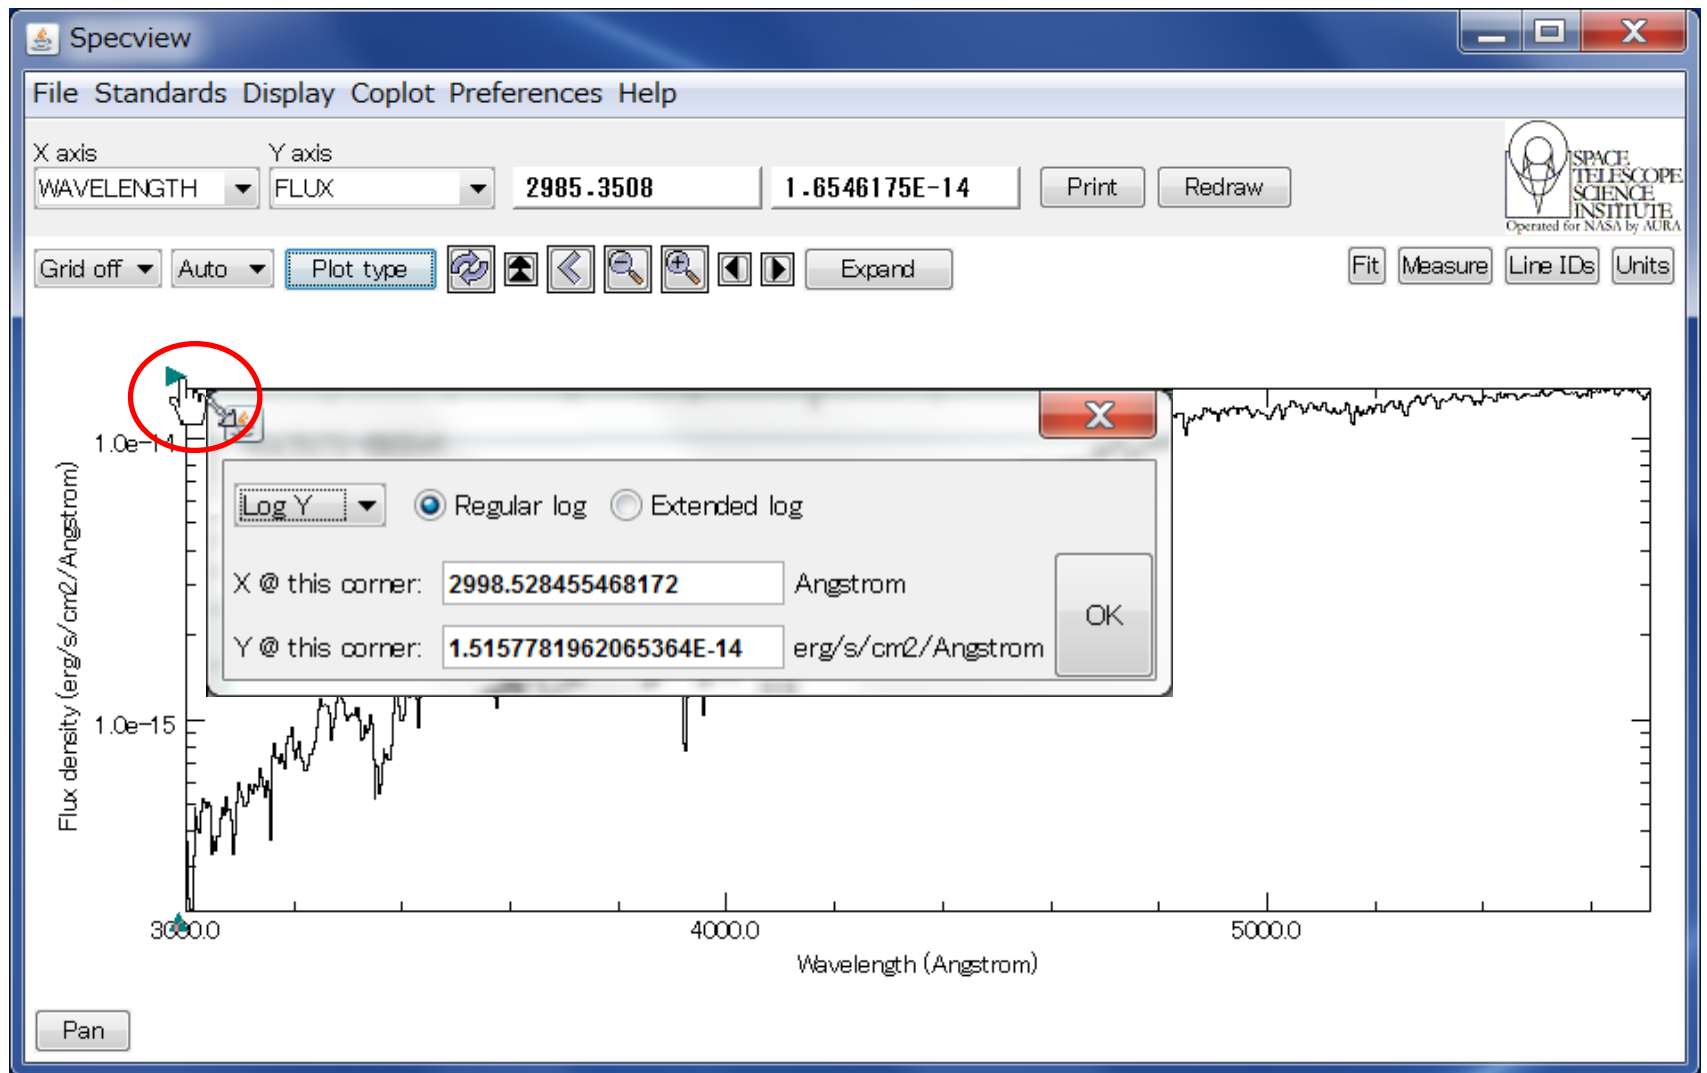 Specview
File Standards Display Coplot Preferences Help
X axis Y axis
WAVELENGTH FLUX 2985.3508 1.6546175E-14 Print Redraw
SPACE
TELESCOPE
SCIENCE
INSTITUTE
Operated for NASA by AURA
Grid off Auto Plot type Expand Fit Measure Line IDs Units
1.0e-14
Log Y Regular log Extended log
X @ this corner: 2998.528455468172 Angstrom
OK
Y @ this corner: 1.5157781962065364E-14 erg/s/cm2/Angstrom
Flux density (erg/s/cm2/Angstrom)
1.0e-15
3000.0 4000.0 5000.0
Wavelength (Angstrom)
Pan